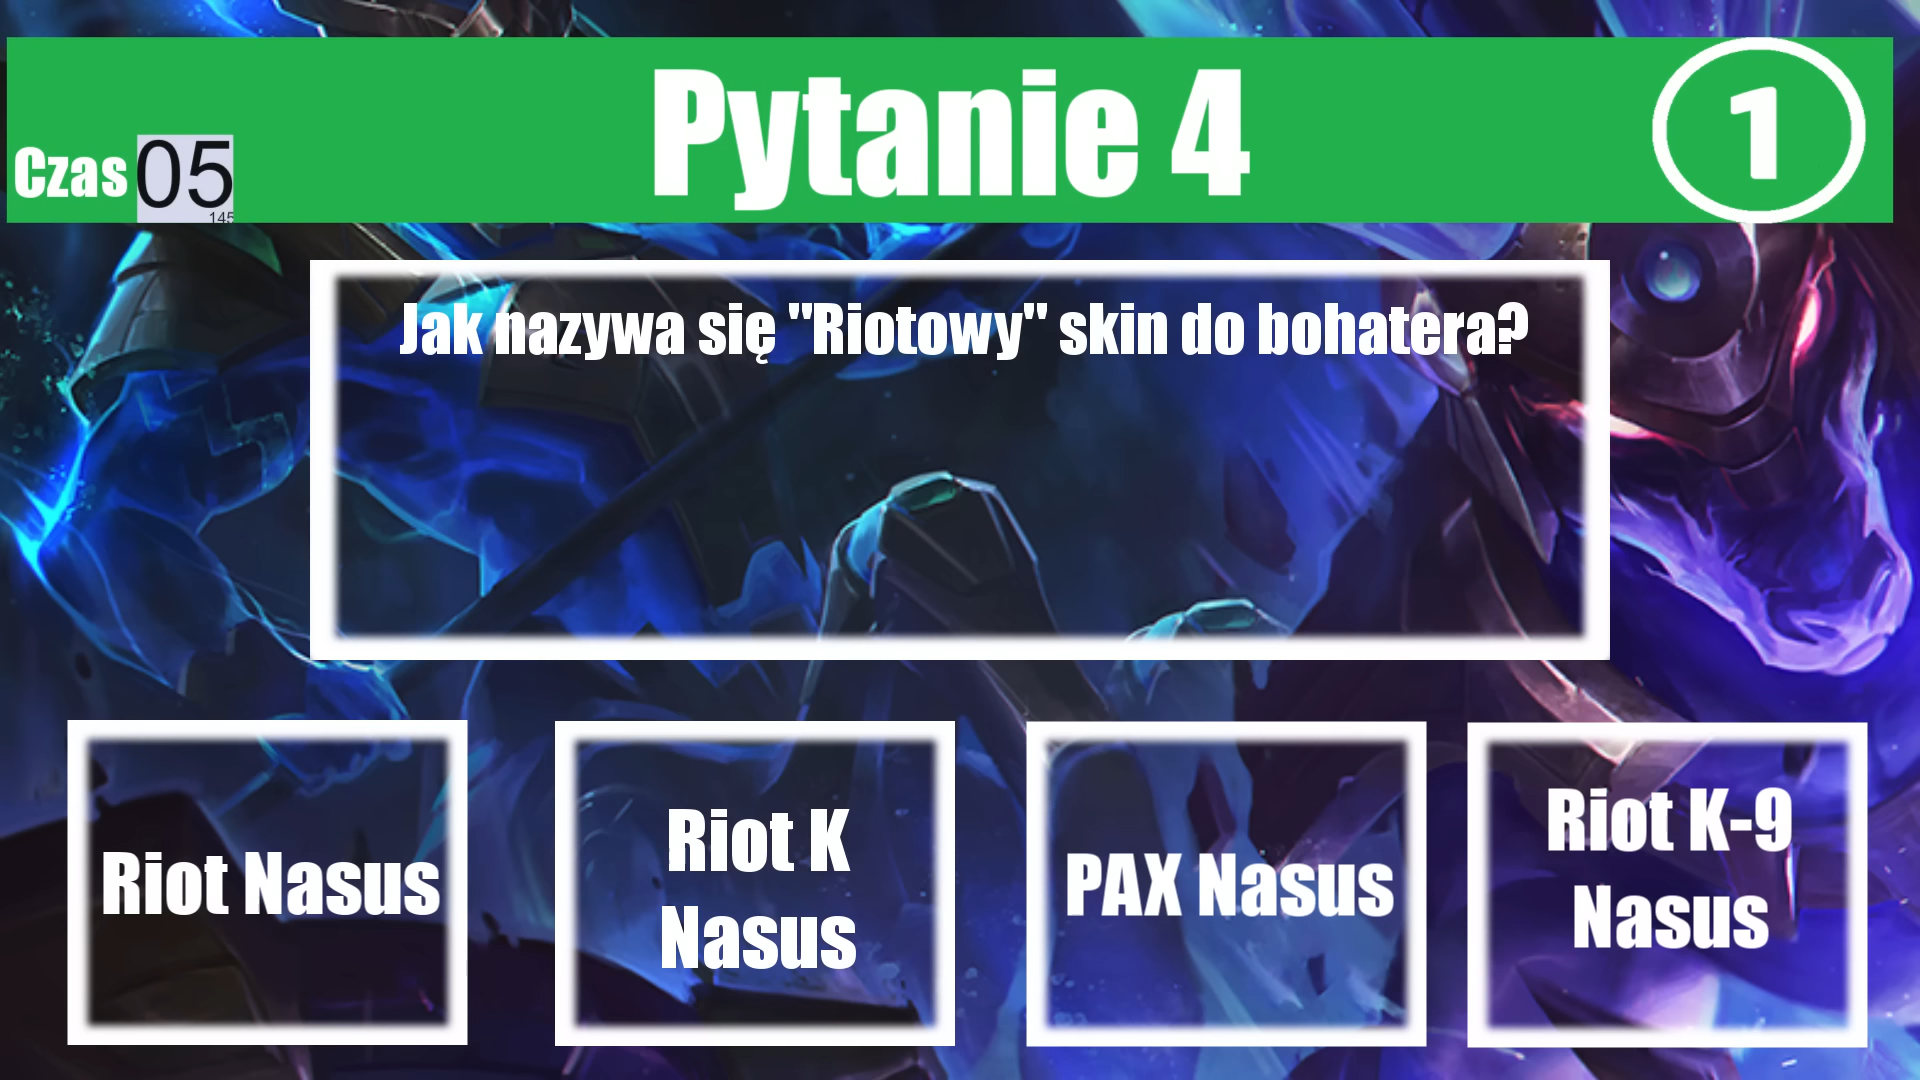 Pytanie 4
1
Czas 05
145
Jak nazywa się "Riotowy" skin do bohatera?
Riot Nasus
Riot K
Nasus
PAX Nasus
Riot K-9
Nasus